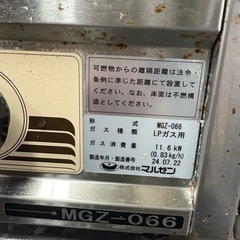 可燃物からの離隔距離は法令・
条例に準じた距離にて設置して
ください。なお、床面は不燃構
造としてください。
形式 MGZ-066
ガス種類 LPガス用
ガス消費量 11.6kW
(0.83kg/h)
製造年月・製造番号 24.07.22
株式会社マルゼン
MGZ-066